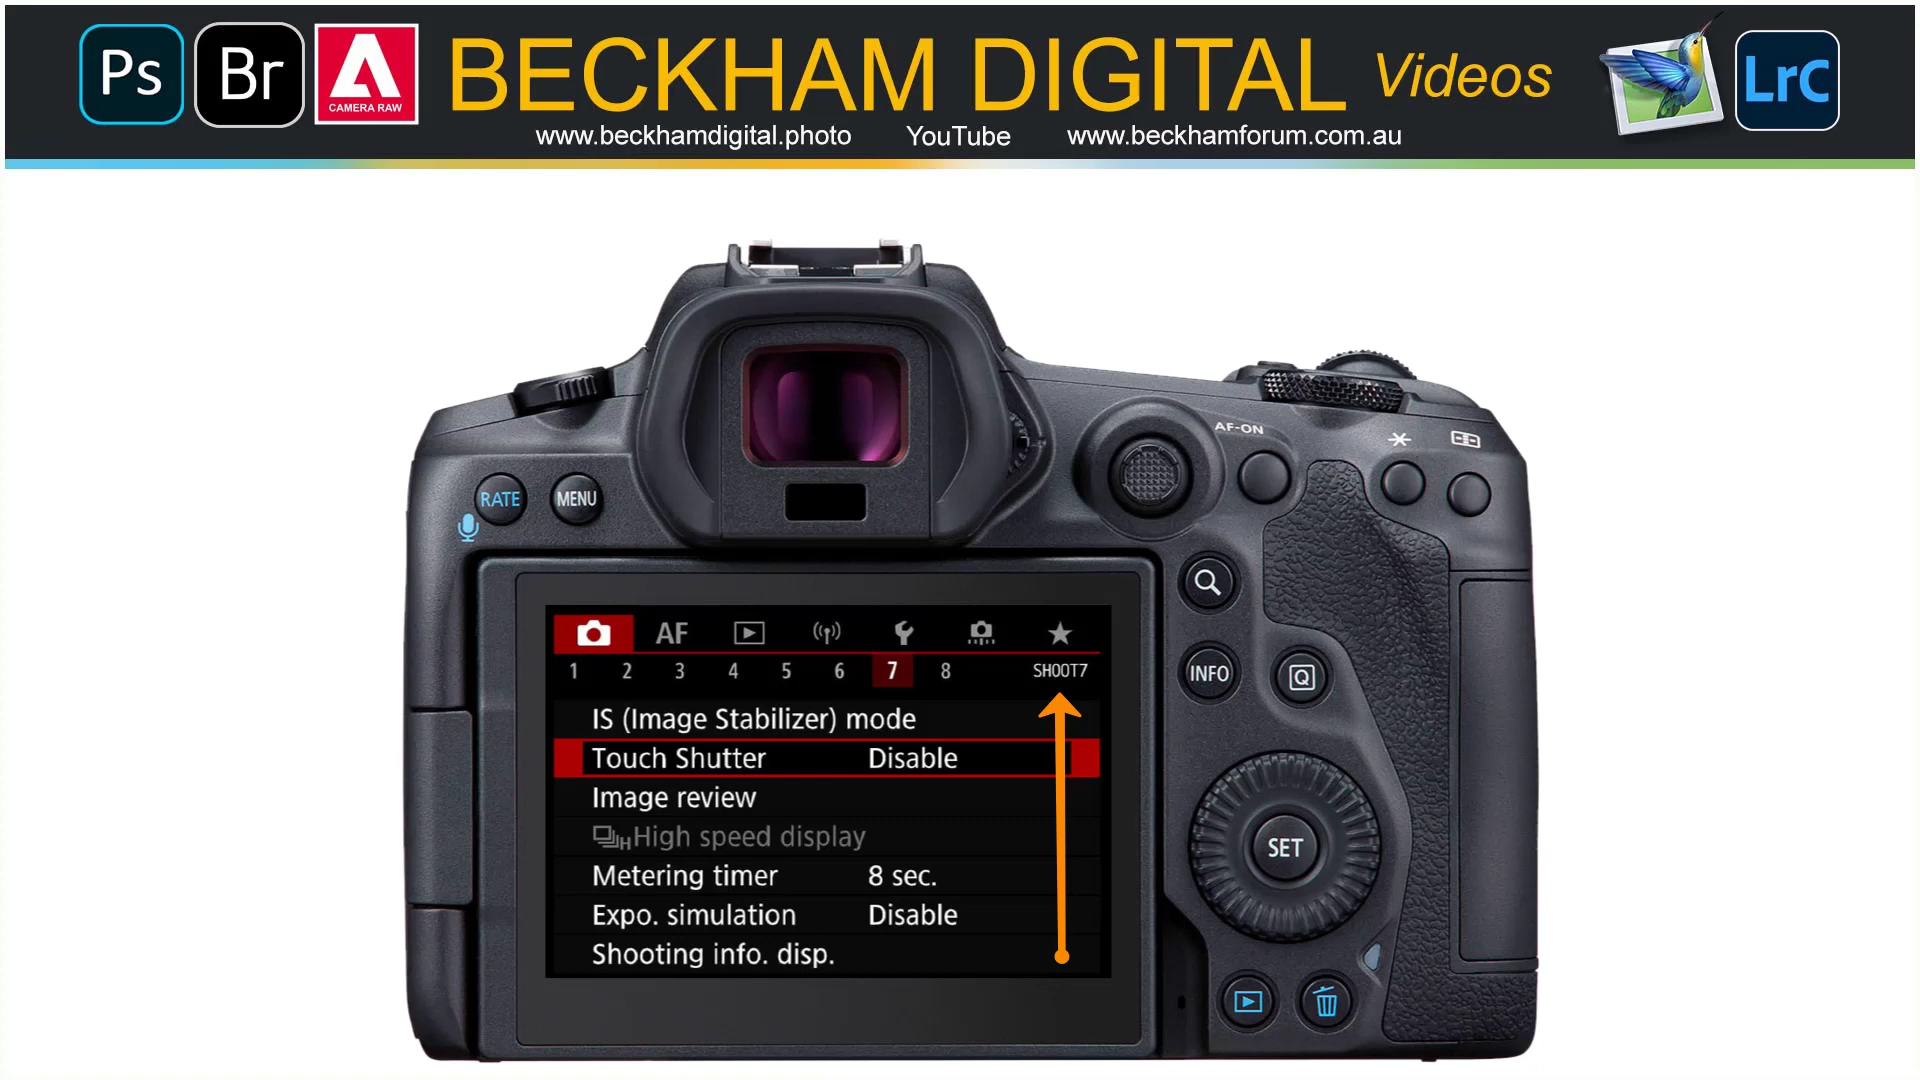 Ps Br CAMERA RAW BECKHAM DIGITAL Videos LrC
www.beckhamdigital.photo YouTube www.beckhamforum.com.au
AF-ON
RATE MENU
AF
1 2 3 4 5 6 7 8 SHOOT7
INFO Q
IS (Image Stabilizer) mode
Touch Shutter Disable
Image review
H High speed display
Metering timer 8 sec.
Expo. simulation Disable
Shooting info. disp.
SET